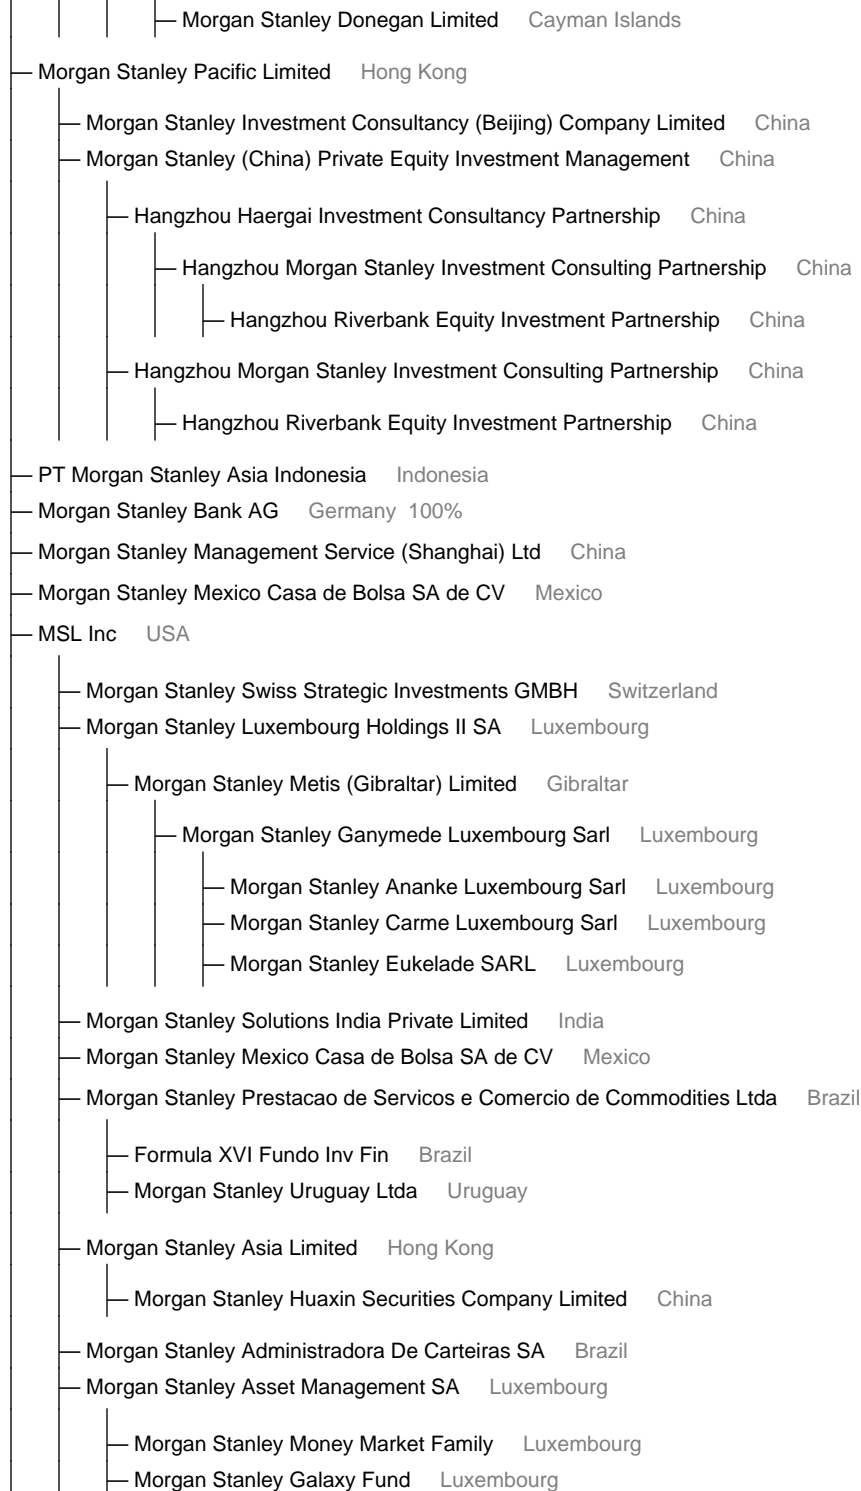 Morgan Stanley Donegan Limited Cayman Islands
Morgan Stanley Pacific Limited Hong Kong
Morgan Stanley Investment Consultancy (Beijing) Company Limited China
Morgan Stanley (China) Private Equity Investment Management China
Hangzhou Haergai Investment Consultancy Partnership China
Hangzhou Morgan Stanley Investment Consulting Partnership China
Hangzhou Riverbank Equity Investment Partnership China
Hangzhou Morgan Stanley Investment Consulting Partnership China
Hangzhou Riverbank Equity Investment Partnership China
PT Morgan Stanley Asia Indonesia Indonesia
Morgan Stanley Bank AG Germany 100%
Morgan Stanley Management Service (Shanghai) Ltd China
Morgan Stanley Mexico Casa de Bolsa SA de CV Mexico
MSL Inc USA
Morgan Stanley Swiss Strategic Investments GMBH Switzerland
Morgan Stanley Luxembourg Holdings II SA Luxembourg
Morgan Stanley Metis (Gibraltar) Limited Gibraltar
Morgan Stanley Ganymede Luxembourg Sarl Luxembourg
Morgan Stanley Ananke Luxembourg Sarl Luxembourg
Morgan Stanley Carme Luxembourg Sarl Luxembourg
Morgan Stanley Eukelade SARL Luxembourg
Morgan Stanley Solutions India Private Limited India
Morgan Stanley Mexico Casa de Bolsa SA de CV Mexico
Morgan Stanley Prestacao de Servicos e Comercio de Commodities Ltda Brazil
Formula XVI Fundo Inv Fin Brazil
Morgan Stanley Uruguay Ltda Uruguay
Morgan Stanley Asia Limited Hong Kong
Morgan Stanley Huaxin Securities Company Limited China
Morgan Stanley Administradora De Carteiras SA Brazil
Morgan Stanley Asset Management SA Luxembourg
Morgan Stanley Money Market Family Luxembourg
Morgan Stanley Galaxy Fund Luxembourg